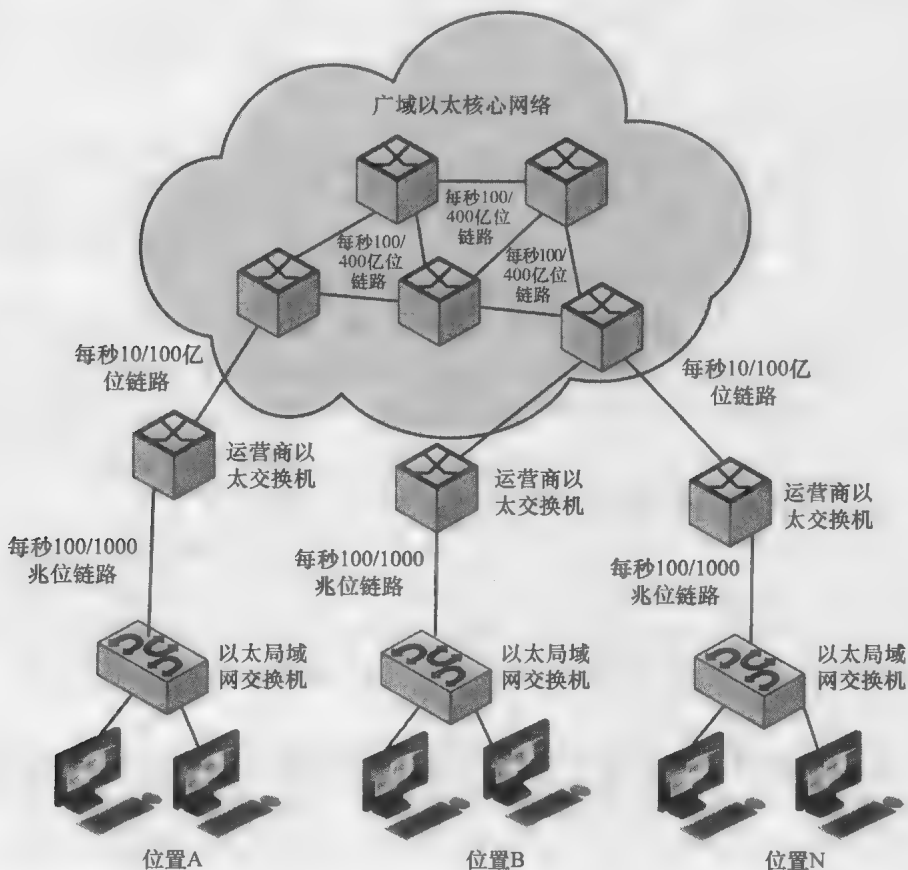 广域以太核心网络
每秒100/
400亿位
链路
每秒100/
400亿位
链路
每秒100/
400亿位
链路
每秒10/100亿
位链路
每秒10/100亿
位链路
运营商以
太交换机
运营商以
太交换机
运营商以
太交换机
每秒100/1000
兆位链路
每秒100/1000
兆位链路
每秒100/1000
兆位链路
以太局域
网交换机
以太局域
网交换机
以太局域
网交换机
位置A
位置B
位置N